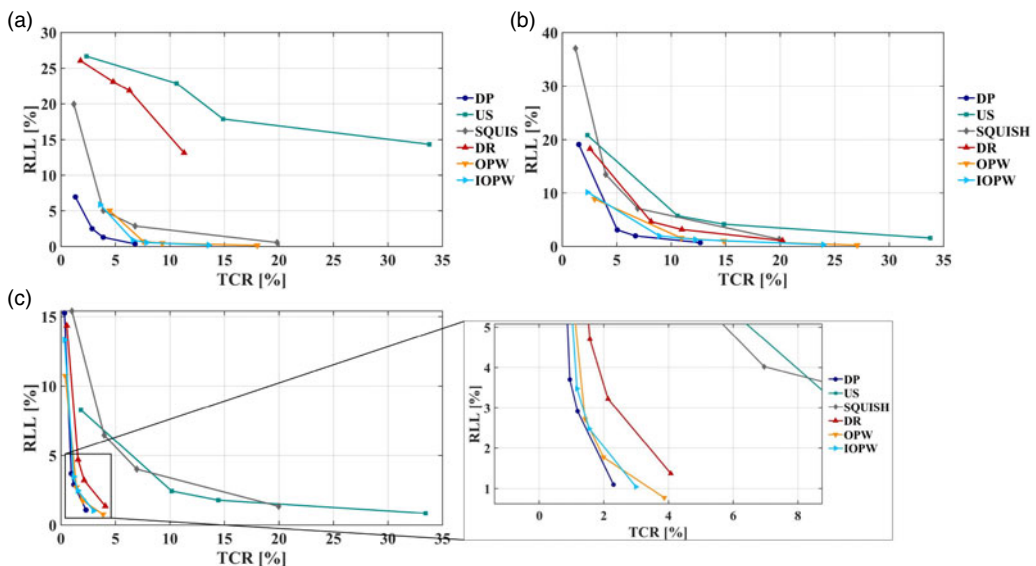 (a)
30
25
20
15
10
5
0
RLL [%]
0 5 10 15 20 25 30 35
TCR [%]
DP
US
SQUIS
DR
OPW
IOPW
(b)
40
30
20
10
0
RLL [%]
0 5 10 15 20 25 30 35
TCR [%]
DP
US
SQUISH
DR
OPW
IOPW
(c)
15
10
5
0
RLL [%]
0 5 10 15 20 25 30 35
TCR [%]
5
4
3
2
1
RLL [%]
0 2 4 6 8
TCR [%]
DP
US
SQUISH
DR
OPW
IOPW